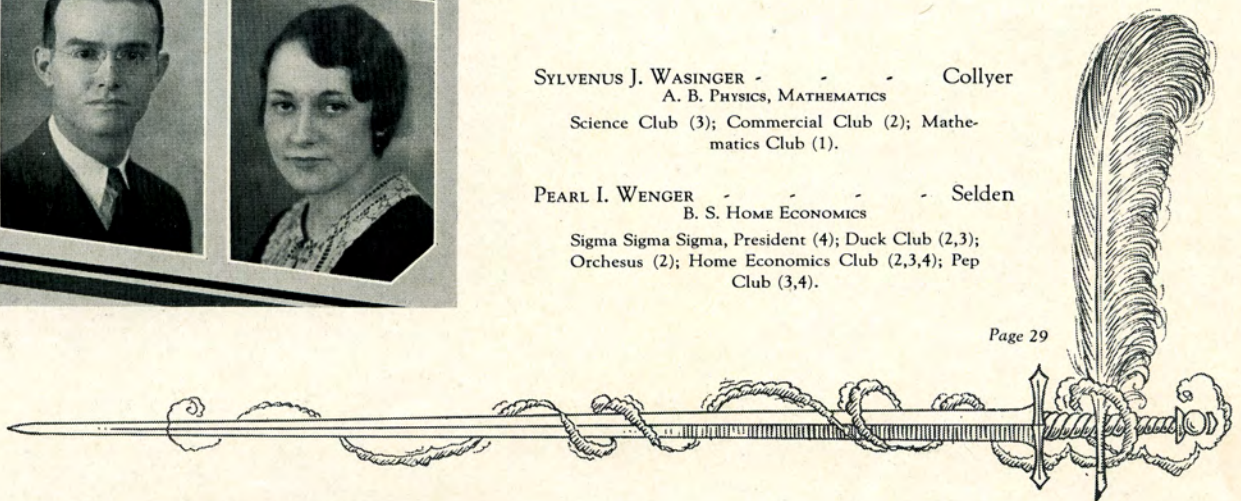 SYLVENUS J. WASINGER - - - Collyer
A. B. PHYSICS, MATHEMATICS
Science Club (3); Commercial Club (2); Mathe-
matics Club (1).
PEARL I. WENGER - - - - Selden
B. S. HOME ECONOMICS
Sigma Sigma Sigma, President (4); Duck Club (2,3);
Orchesus (2); Home Economics Club (2,3,4); Pep
Club (3,4).
Page 29